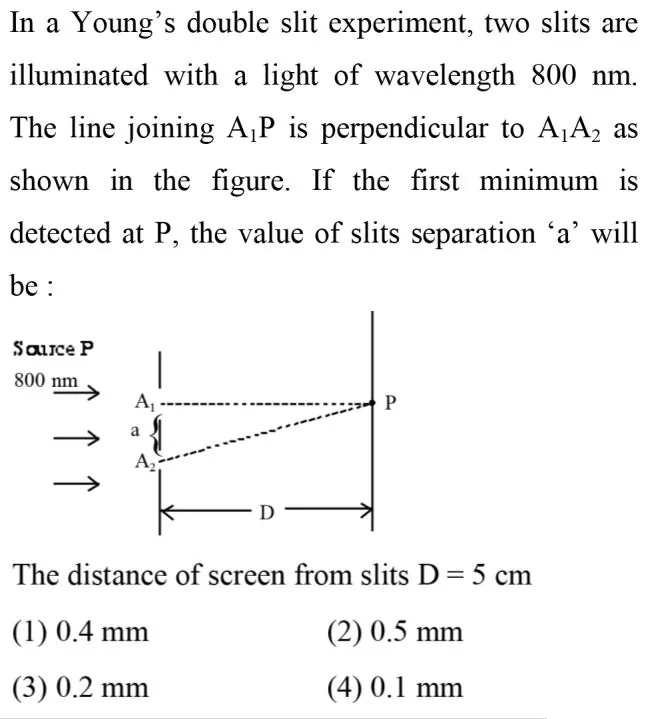 In a Young’s double slit experiment, two slits are
illuminated with a light of wavelength 800 nm.
The line joining A₁P is perpendicular to A₁A₂ as
shown in the figure. If the first minimum is
detected at P, the value of slits separation ‘a’ will
be :
Source P
800 nm
A₁
P
a
A₂
D
The distance of screen from slits D = 5 cm
(1) 0.4 mm (2) 0.5 mm
(3) 0.2 mm (4) 0.1 mm